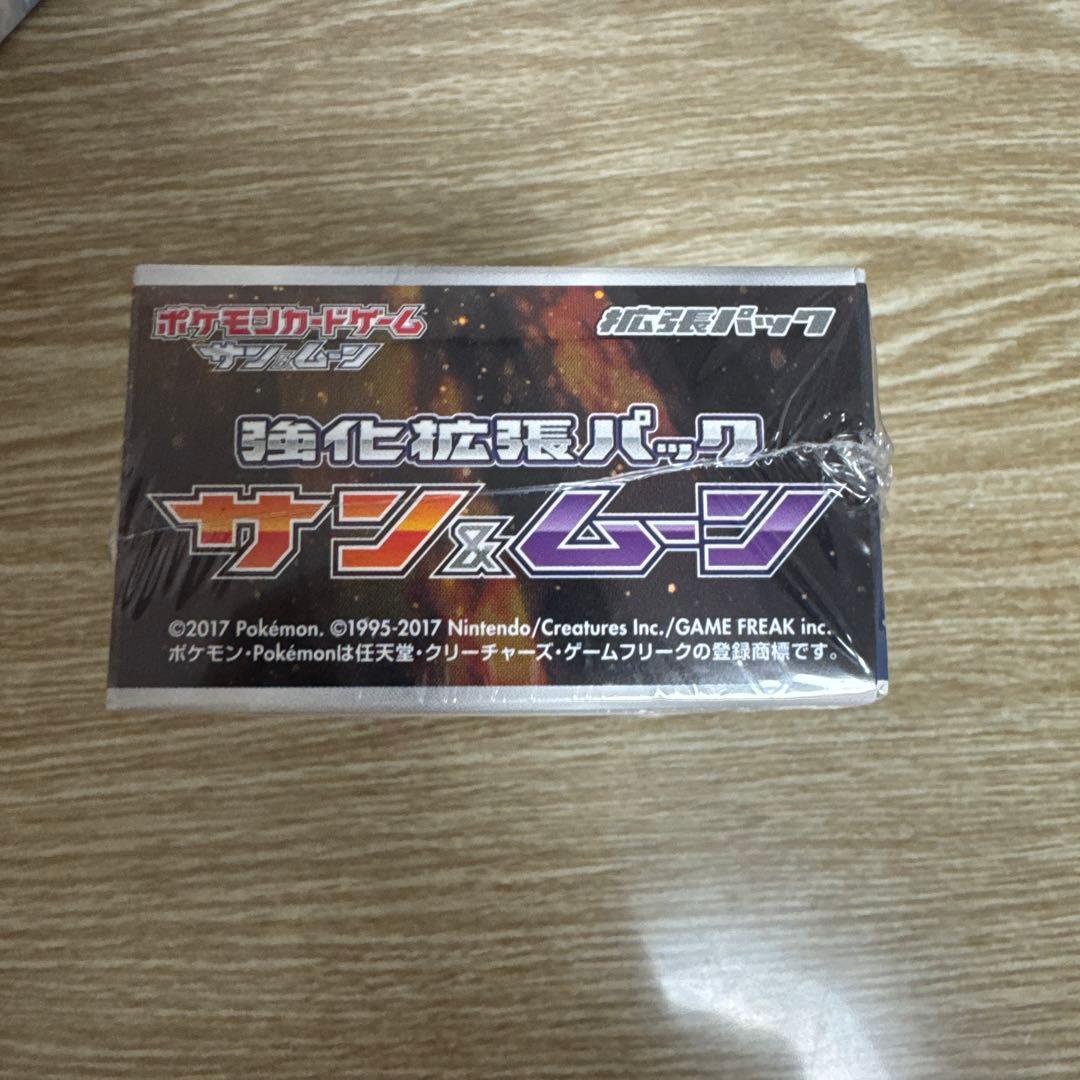 ポケモンカードゲーム
サン&ムーン
拡張パック
強化拡張パック
サン&ムーン
©2017 Pokémon. ©1995-2017 Nintendo/Creatures Inc./GAME FREAK inc.
ポケモン・Pokémonは任天堂・クリーチャーズ・ゲームフリークの登録商標です。